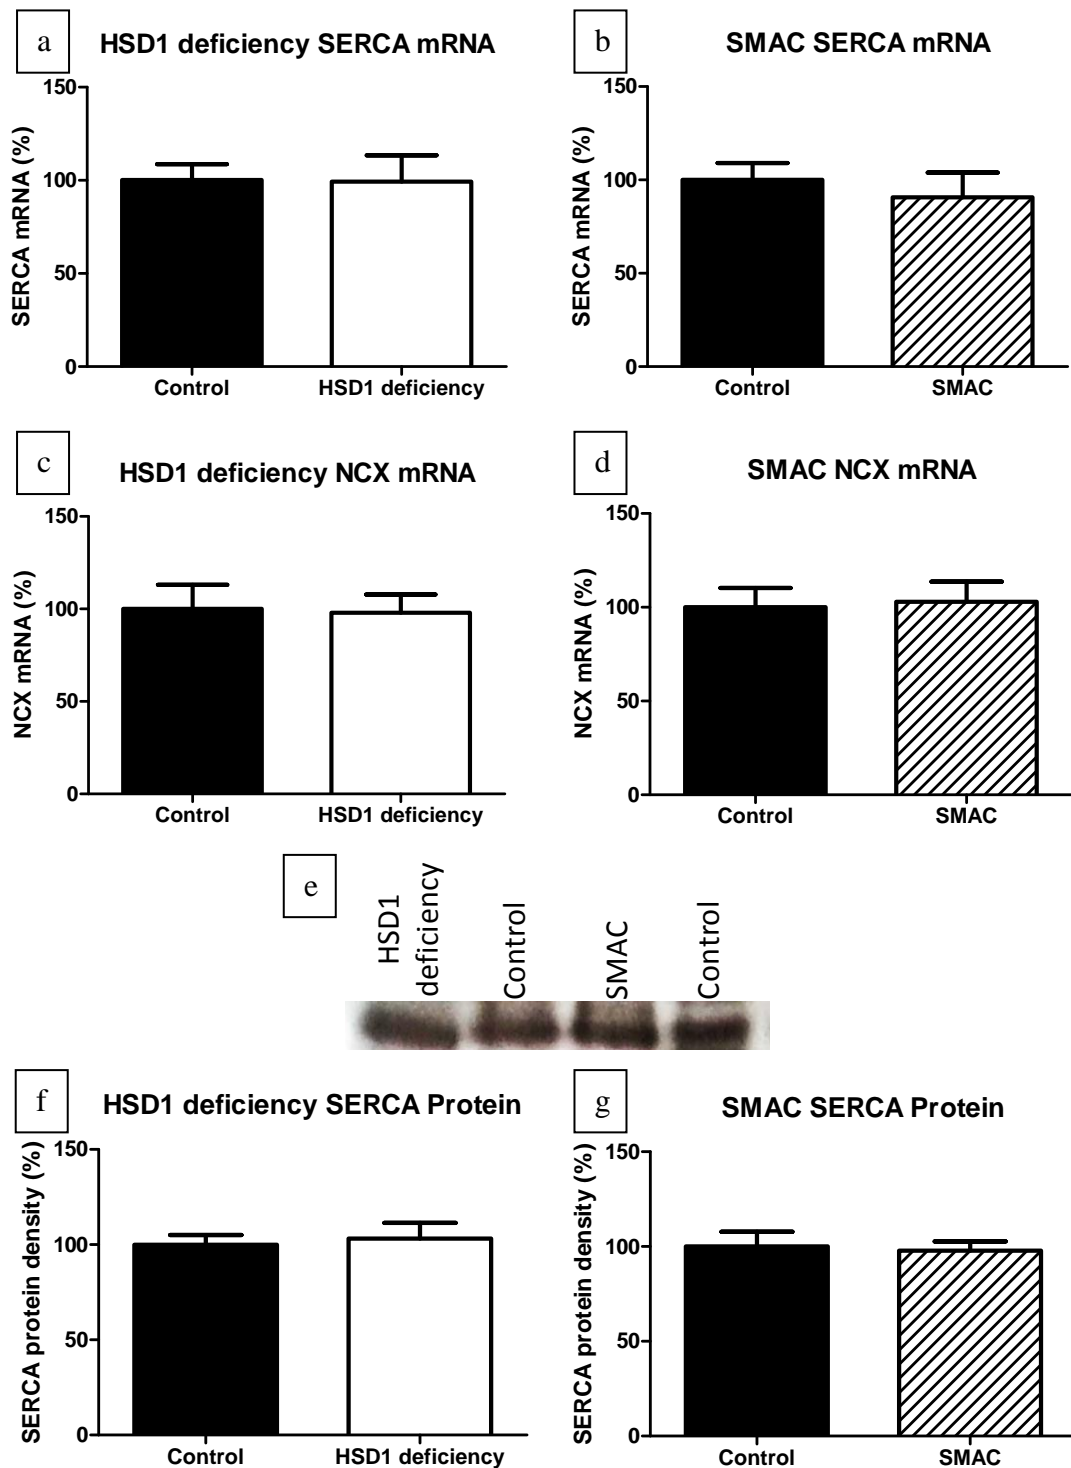 a
HSD1 deficiency SERCA mRNA
SERCA mRNA (%)
150
100
50
0
Control
HSD1 deficiency
b
SMAC SERCA mRNA
SERCA mRNA (%)
150
100
50
0
Control
SMAC
c
HSD1 deficiency NCX mRNA
NCX mRNA (%)
150
100
50
0
Control
HSD1 deficiency
d
SMAC NCX mRNA
NCX mRNA (%)
150
100
50
0
Control
SMAC
e
HSD1
deficiency
Control
SMAC
Control
f
HSD1 deficiency SERCA Protein
SERCA protein density (%)
150
100
50
0
Control
HSD1 deficiency
g
SMAC SERCA Protein
SERCA protein density (%)
150
100
50
0
Control
SMAC